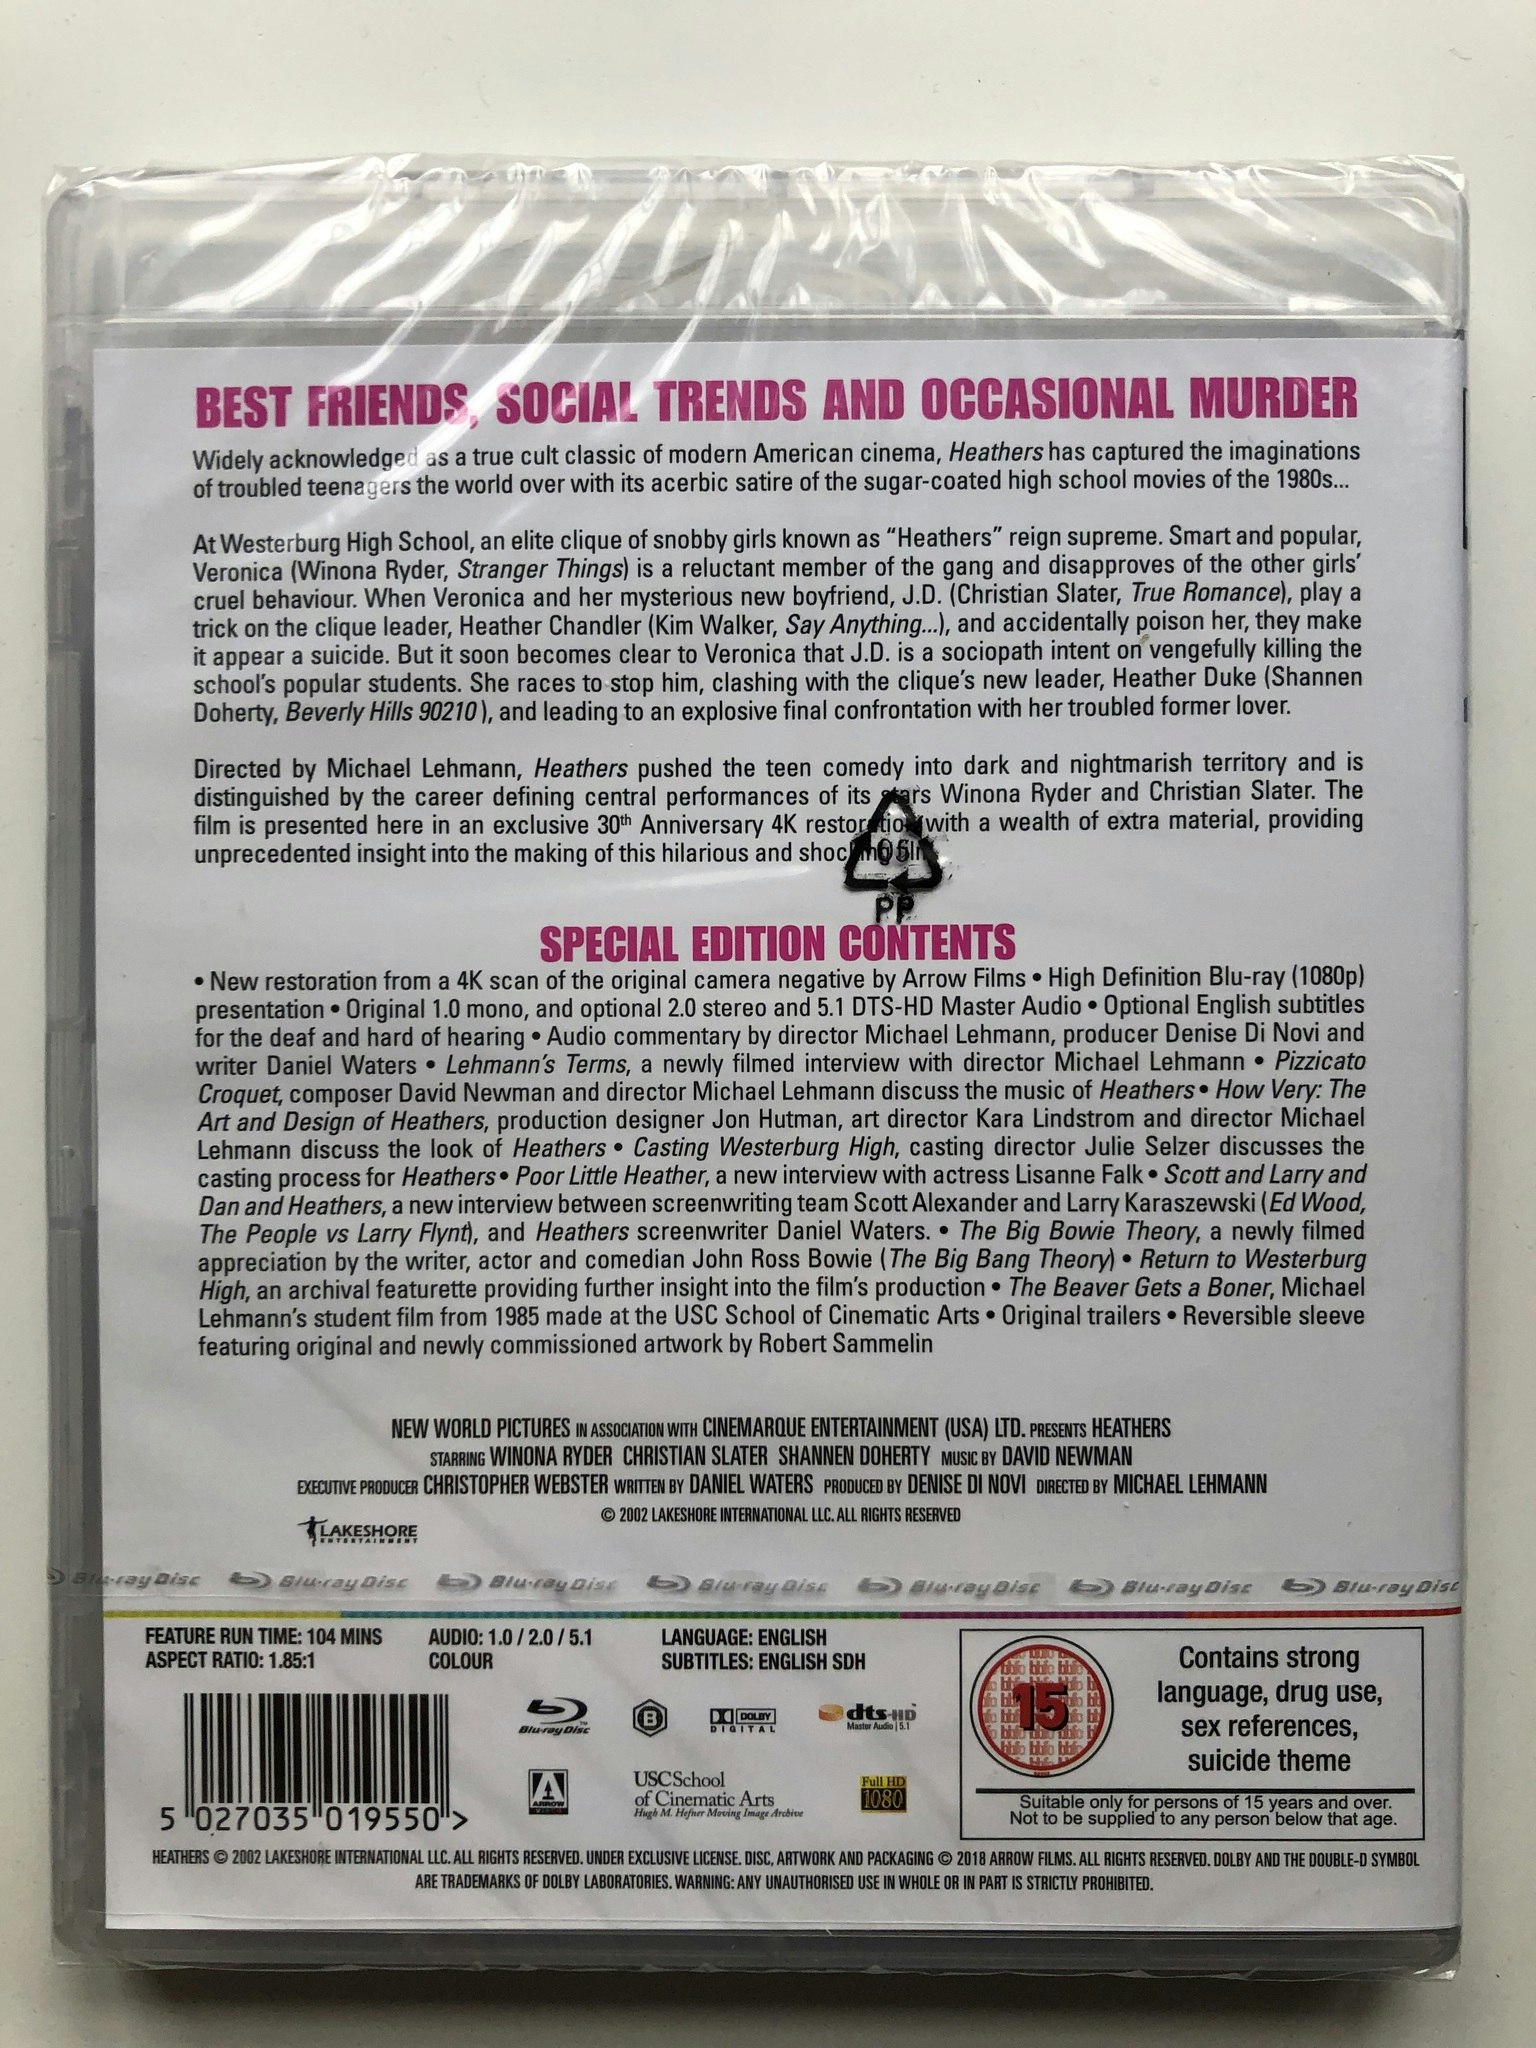 BEST FRIENDS, SOCIAL TRENDS AND OCCASIONAL MURDER
Widely acknowledged as a true cult classic of modern American cinema, Heathers has captured the imaginations
of troubled teenagers the world over with its acerbic satire of the sugar-coated high school movies of the 1980s...
At Westerburg High School, an elite clique of snobby girls known as “Heathers” reign supreme. Smart and popular,
Veronica (Winona Ryder, Stranger Things) is a reluctant member of the gang and disapproves of the other girls’
cruel behaviour. When Veronica and her mysterious new boyfriend, J.D. (Christian Slater, True Romance), play a
trick on the clique leader, Heather Chandler (Kim Walker, Say Anything...), and accidentally poison her, they make
it appear a suicide. But it soon becomes clear to Veronica that J.D. is a sociopath intent on vengefully killing the
school’s popular students. She races to stop him, clashing with the clique’s new leader, Heather Duke (Shannen
Doherty, Beverly Hills 90210), and leading to an explosive final confrontation with her troubled former lover.
Directed by Michael Lehmann, Heathers pushed the teen comedy into dark and nightmarish territory and is
distinguished by the career defining central performances of its stars Winona Ryder and Christian Slater. The
film is presented here in an exclusive 30th Anniversary 4K restoration with a wealth of extra material, providing
unprecedented insight into the making of this hilarious and shocking film.
05
PP
SPECIAL EDITION CONTENTS
• New restoration from a 4K scan of the original camera negative by Arrow Films • High Definition Blu-ray (1080p)
presentation • Original 1.0 mono, and optional 2.0 stereo and 5.1 DTS-HD Master Audio • Optional English subtitles
for the deaf and hard of hearing • Audio commentary by director Michael Lehmann, producer Denise Di Novi and
writer Daniel Waters • Lehmann’s Terms, a newly filmed interview with director Michael Lehmann • Pizzicato
Croquet, composer David Newman and director Michael Lehmann discuss the music of Heathers • How Very: The
Art and Design of Heathers, production designer Jon Hutman, art director Kara Lindstrom and director Michael
Lehmann discuss the look of Heathers • Casting Westerburg High, casting director Julie Selzer discusses the
casting process for Heathers • Poor Little Heather, a new interview with actress Lisanne Falk • Scott and Larry and
Dan and Heathers, a new interview between screenwriting team Scott Alexander and Larry Karaszewski (Ed Wood,
The People vs Larry Flynt), and Heathers screenwriter Daniel Waters. • The Big Bowie Theory, a newly filmed
appreciation by the writer, actor and comedian John Ross Bowie (The Big Bang Theory) • Return to Westerburg
High, an archival featurette providing further insight into the film’s production • The Beaver Gets a Boner, Michael
Lehmann’s student film from 1985 made at the USC School of Cinematic Arts • Original trailers • Reversible sleeve
featuring original and newly commissioned artwork by Robert Sammelin
NEW WORLD PICTURES IN ASSOCIATION WITH CINEMARQUE ENTERTAINMENT (USA) LTD. PRESENTS HEATHERS
STARRING WINONA RYDER CHRISTIAN SLATER SHANNEN DOHERTY MUSIC BY DAVID NEWMAN
EXECUTIVE PRODUCER CHRISTOPHER WEBSTER WRITTEN BY DANIEL WATERS PRODUCED BY DENISE DI NOVI DIRECTED BY MICHAEL LEHMANN
© 2002 LAKESHORE INTERNATIONAL LLC. ALL RIGHTS RESERVED
LAKESHORE
ENTERTAINMENT
Blu-ray Disc Blu-ray Disc Blu-ray Disc Blu-ray Disc Blu-ray Disc Blu-ray Disc Blu-ray Disc
FEATURE RUN TIME: 104 MINS AUDIO: 1.0 / 2.0 / 5.1 LANGUAGE: ENGLISH
ASPECT RATIO: 1.85:1 COLOUR SUBTITLES: ENGLISH SDH
15
Contains strong
language, drug use,
sex references,
suicide theme
Suitable only for persons of 15 years and over.
Not to be supplied to any person below that age.
Blu-ray Disc B DOLBY dts-HD
DIGITAL Master Audio | 5.1
ARROW
VIDEO
USC School
of Cinematic Arts
Hugh M. Hefner Moving Image Archive
Full HD
1080
5 027035 019550 >
HEATHERS © 2002 LAKESHORE INTERNATIONAL LLC. ALL RIGHTS RESERVED. UNDER EXCLUSIVE LICENSE. DISC, ARTWORK AND PACKAGING © 2018 ARROW FILMS. ALL RIGHTS RESERVED. DOLBY AND THE DOUBLE-D SYMBOL
ARE TRADEMARKS OF DOLBY LABORATORIES. WARNING: ANY UNAUTHORISED USE IN WHOLE OR IN PART IS STRICTLY PROHIBITED.